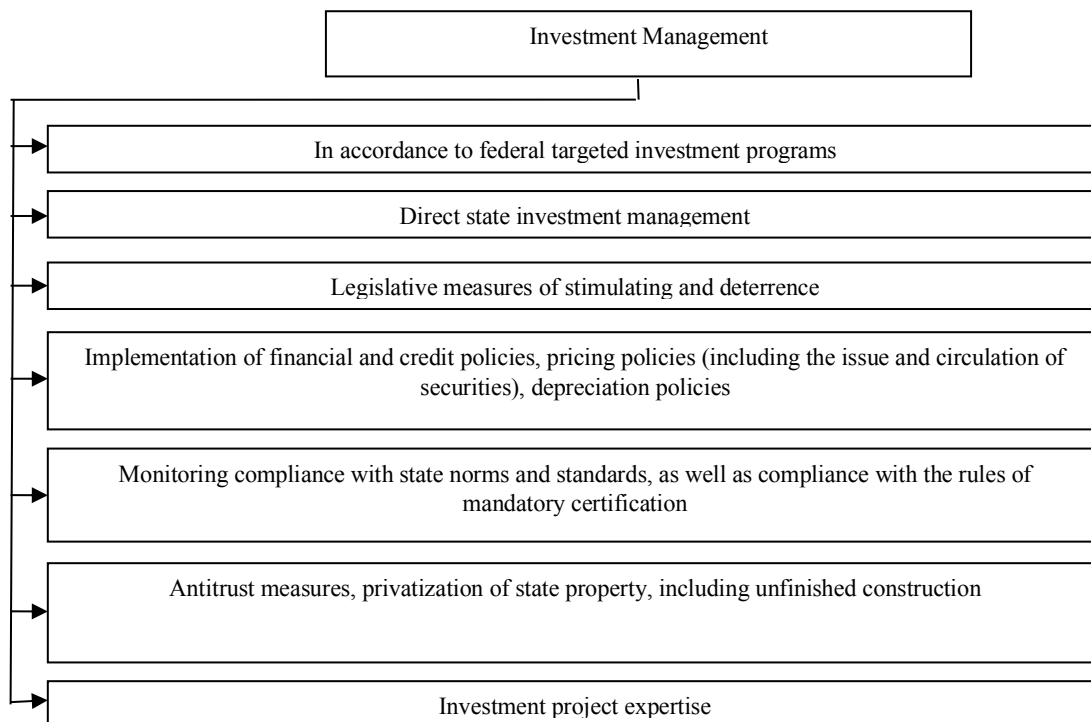 Investment Management
In accordance to federal targeted investment programs
Direct state investment management
Legislative measures of stimulating and deterrence
Implementation of financial and credit policies, pricing policies (including the issue and circulation of
securities), depreciation policies
Monitoring compliance with state norms and standards, as well as compliance with the rules of
mandatory certification
Antitrust measures, privatization of state property, including unfinished construction
Investment project expertise